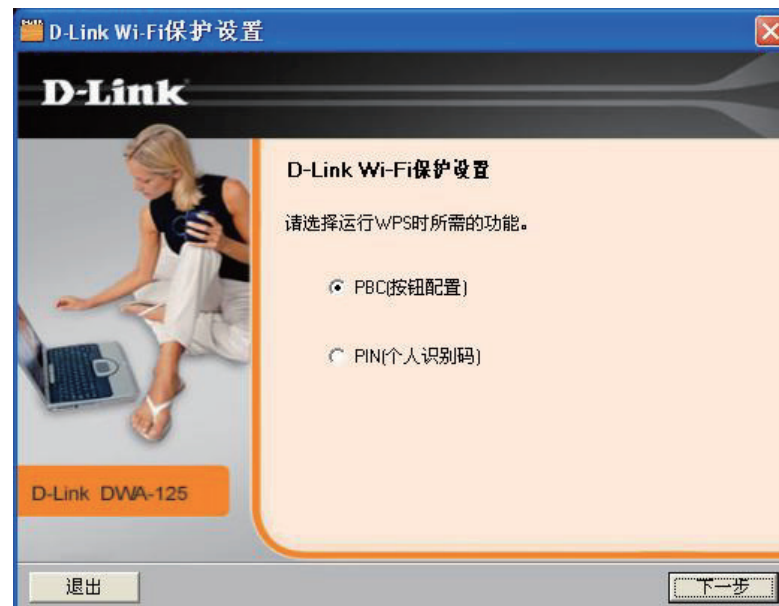 D-Link Wi-Fi保护设置
D-Link
D-Link Wi-Fi保护设置
请选择运行WPS时所需的功能。
PBC(按钮配置)
PIN(个人识别码)
D-Link DWA-125
退出
下一步